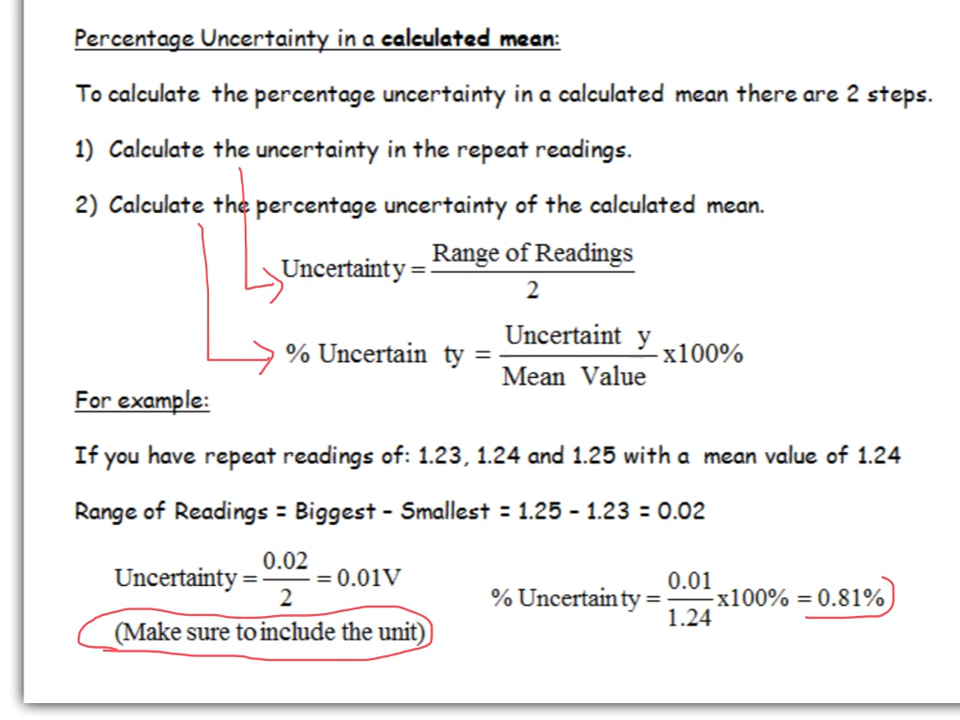 Percentage Uncertainty in a calculated mean:
To calculate the percentage uncertainty in a calculated mean there are 2 steps.
1) Calculate the uncertainty in the repeat readings.
2) Calculate the percentage uncertainty of the calculated mean.
Uncertainty = Range of Readings / 2
% Uncertain ty = Uncertaint y / Mean Value x100%
For example:
If you have repeat readings of: 1.23, 1.24 and 1.25 with a mean value of 1.24
Range of Readings = Biggest - Smallest = 1.25 - 1.23 = 0.02
Uncertainty = 0.02 / 2 = 0.01V
(Make sure to include the unit)
% Uncertainty = 0.01 / 1.24 x100% = 0.81%